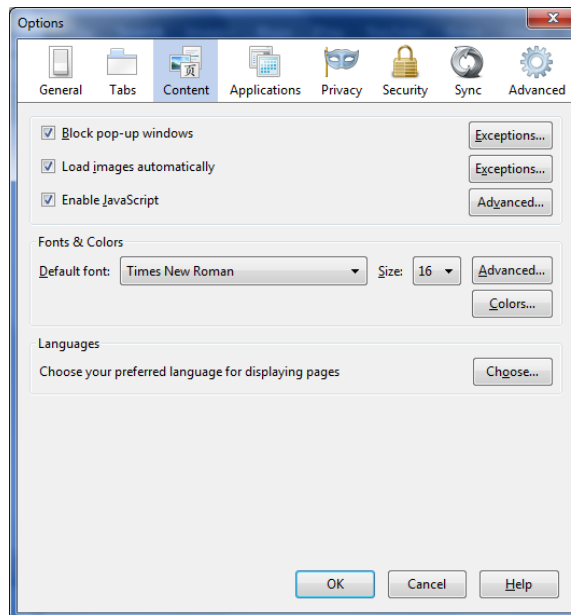 Options
General Tabs Content Applications Privacy Security Sync Advanced
页
Block pop-up windows Exceptions...
Load images automatically Exceptions...
Enable JavaScript Advanced...
Fonts & Colors
Default font: Times New Roman Size: 16 Advanced...
Colors...
Languages
Choose your preferred language for displaying pages Choose...
OK Cancel Help